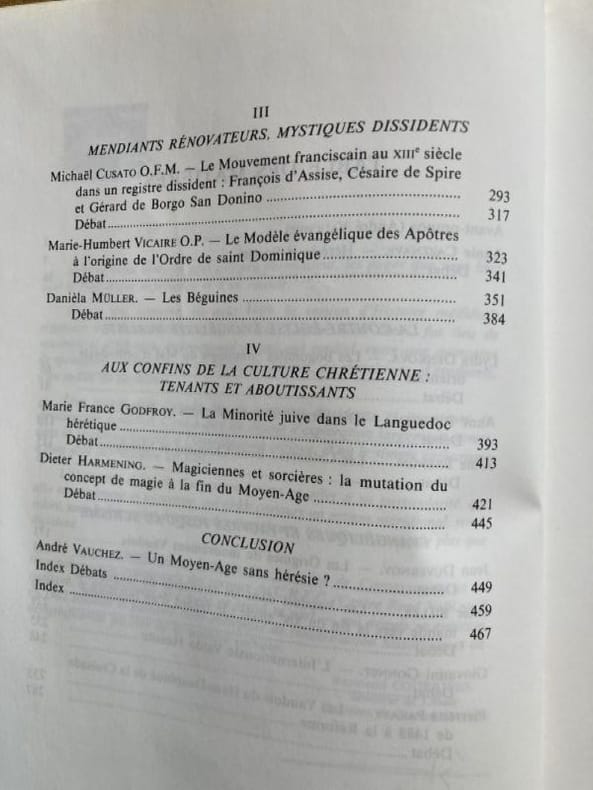 III
MENDIANTS RÉNOVATEURS, MYSTIQUES DISSIDENTS
Michaël CUSATO O.F.M. — Le Mouvement franciscain au XIIIe siècle
dans un registre dissident : François d'Assise, Césaire de Spire
et Gérard de Borgo San Donino ........................................ 293
Débat........................................ 317
Marie-Humbert VICAIRE O.P. — Le Modèle évangélique des Apôtres
à l'origine de l'Ordre de saint Dominique........................................ 323
Débat........................................ 341
Danièla MÜLLER. — Les Béguines ........................................ 351
Débat........................................ 384
IV
AUX CONFINS DE LA CULTURE CHRÉTIENNE :
TENANTS ET ABOUTISSANTS
Marie France GODFROY. — La Minorité juive dans le Languedoc
hérétique ........................................ 393
Débat........................................ 413
Dieter HARMENING. — Magiciennes et sorcières : la mutation du
concept de magie à la fin du Moyen-Age ........................................ 421
Débat........................................ 445
CONCLUSION
André VAUCHEZ. — Un Moyen-Age sans hérésie ? ........................................ 449
Index Débats ........................................ 459
Index ........................................ 467